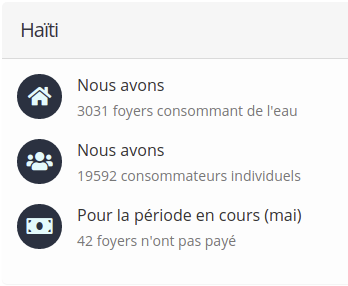 Haïti
Nous avons
3031 foyers consommant de l'eau
Nous avons
19592 consommateurs individuels
Pour la période en cours (mai)
42 foyers n'ont pas payé